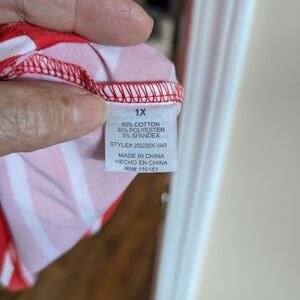 1X
60% COTTON
35% POLYESTER
5% SPANDEX
STYLE# 255230X-VAR
MADE IN CHINA
HECHO EN CHINA
RN# 116153